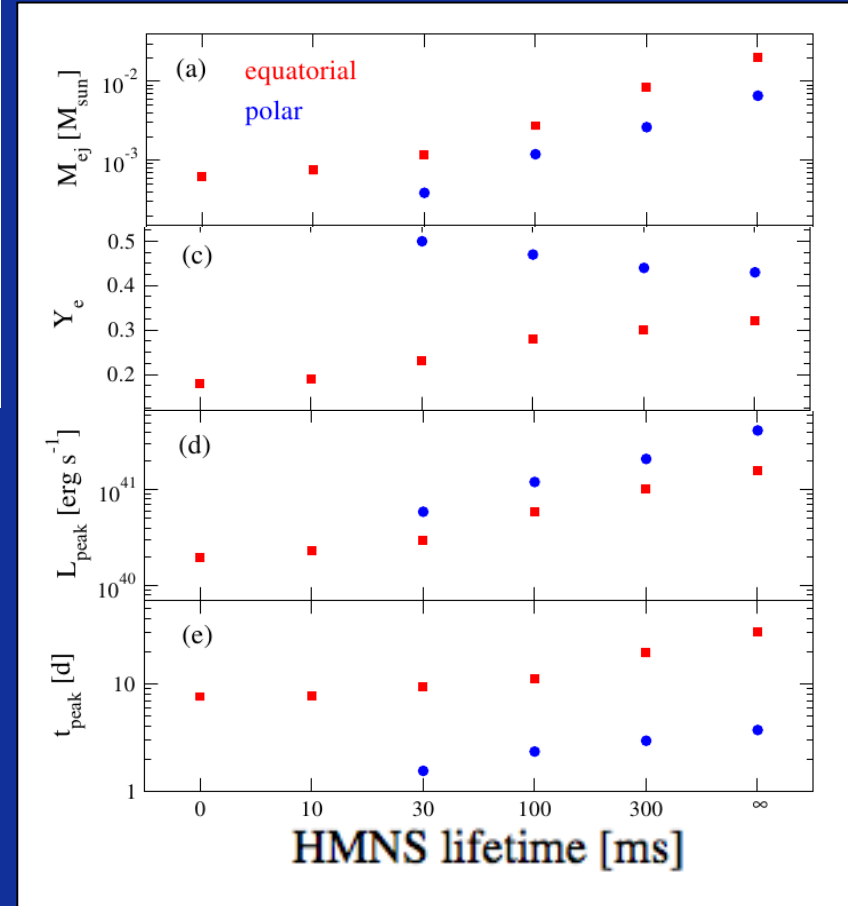 (a)
equatorial
polar
M_ej [M_sun]
10^-2
10^-3
(c)
Y_e
0.5
0.4
0.3
0.2
(d)
L_peak [erg s^-1]
10^41
10^40
(e)
t_peak [d]
10
1
0 10 30 100 300 ∞
HMNS lifetime [ms]